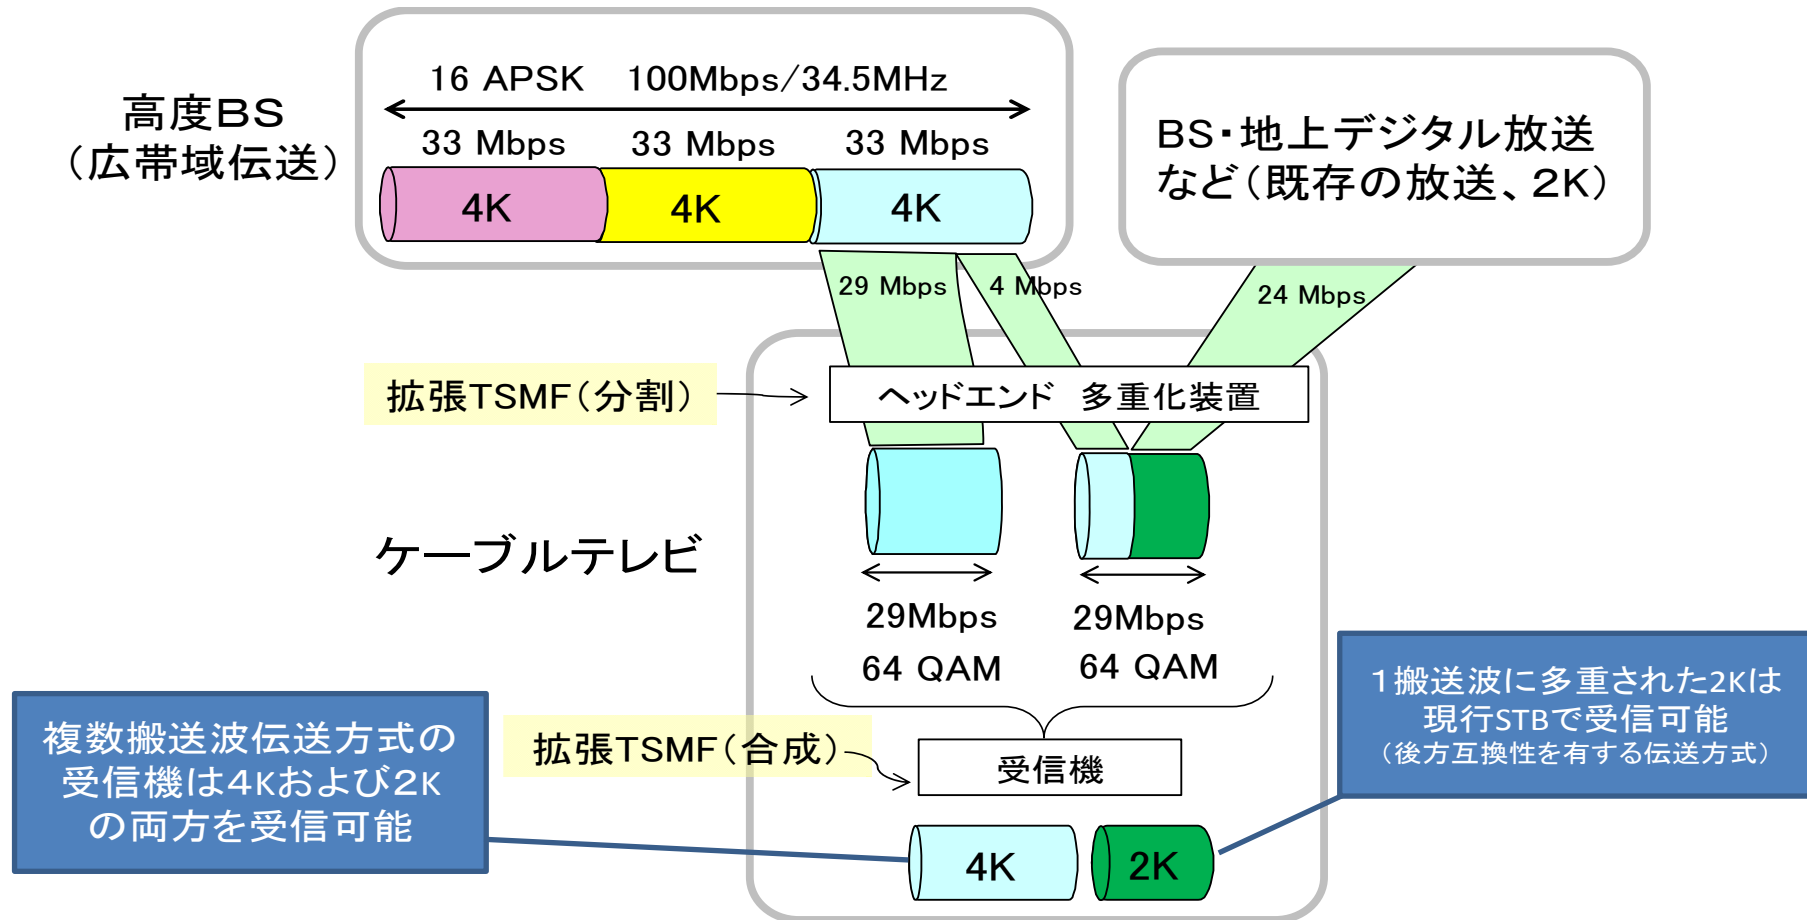 16 APSK 100Mbps/34.5MHz
高度BS
(広帯域伝送)
33 Mbps 33 Mbps 33 Mbps
4K 4K 4K
BS・地上デジタル放送
など(既存の放送、2K)
29 Mbps 4 Mbps 24 Mbps
拡張TSMF(分割)
ヘッドエンド 多重化装置
ケーブルテレビ
29Mbps 29Mbps
64 QAM 64 QAM
拡張TSMF(合成)
受信機
複数搬送波伝送方式の
受信機は4Kおよび2K
の両方を受信可能
1搬送波に多重された2Kは
現行STBで受信可能
(後方互換性を有する伝送方式)
4K 2K